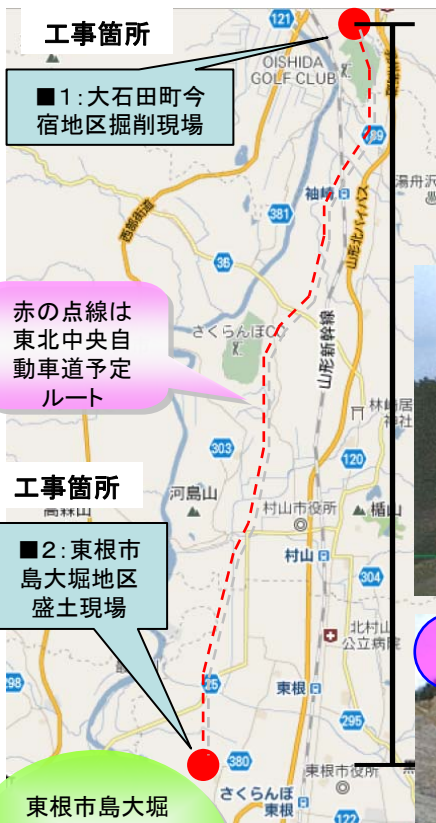 工事箇所
■1:大石田町今
宿地区掘削現場
121
OISHIDA
GOLF CLUB
189
湯舟沢
袖崎
381
西部街道
山形北バイパス
36
さくらんぼCC
山形新幹線
赤の点線は
東北中央自
動車道予定
ルート
林崎居
神社
303
120
河島山
村山市役所
楯山
工事箇所
■2:東根市
島大堀地区
盛土現場
村山
304
北村山
公立病院
298
25
東根
295
380
東根市役所
さくらんぼ
東根
122
東根市島大堀